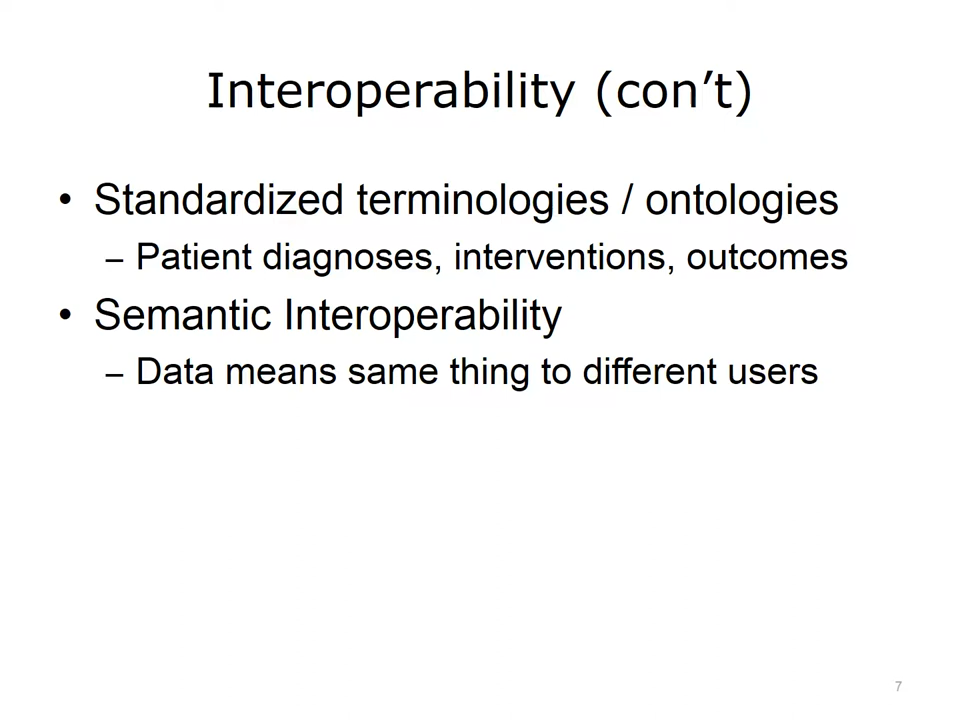 Interoperability (con’t)
• Standardized terminologies / ontologies
– Patient diagnoses, interventions, outcomes
• Semantic Interoperability
– Data means same thing to different users
7